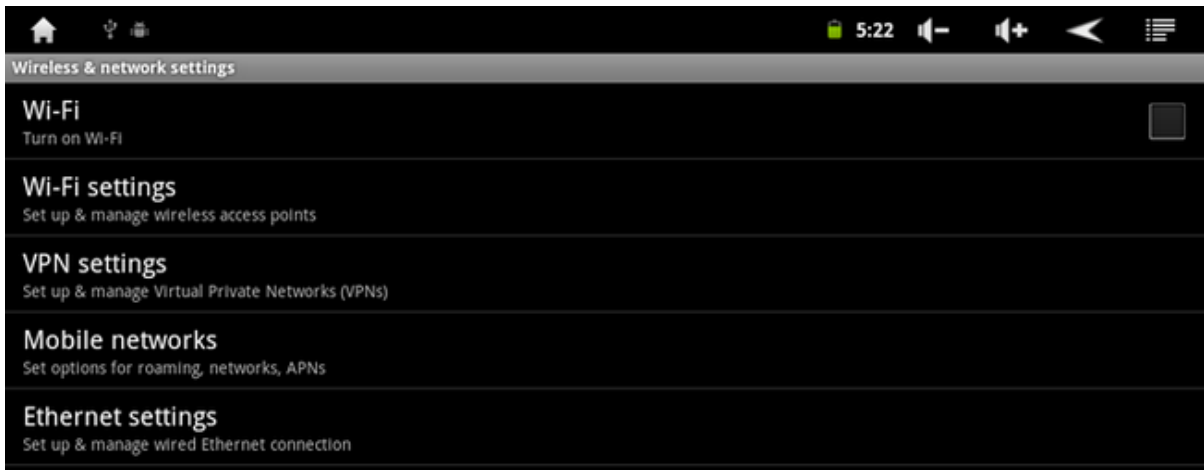 5:22
Wireless & network settings
Wi-Fi
Turn on Wi-Fi
Wi-Fi settings
Set up & manage wireless access points
VPN settings
Set up & manage Virtual Private Networks (VPNs)
Mobile networks
Set options for roaming, networks, APNs
Ethernet settings
Set up & manage wired Ethernet connection